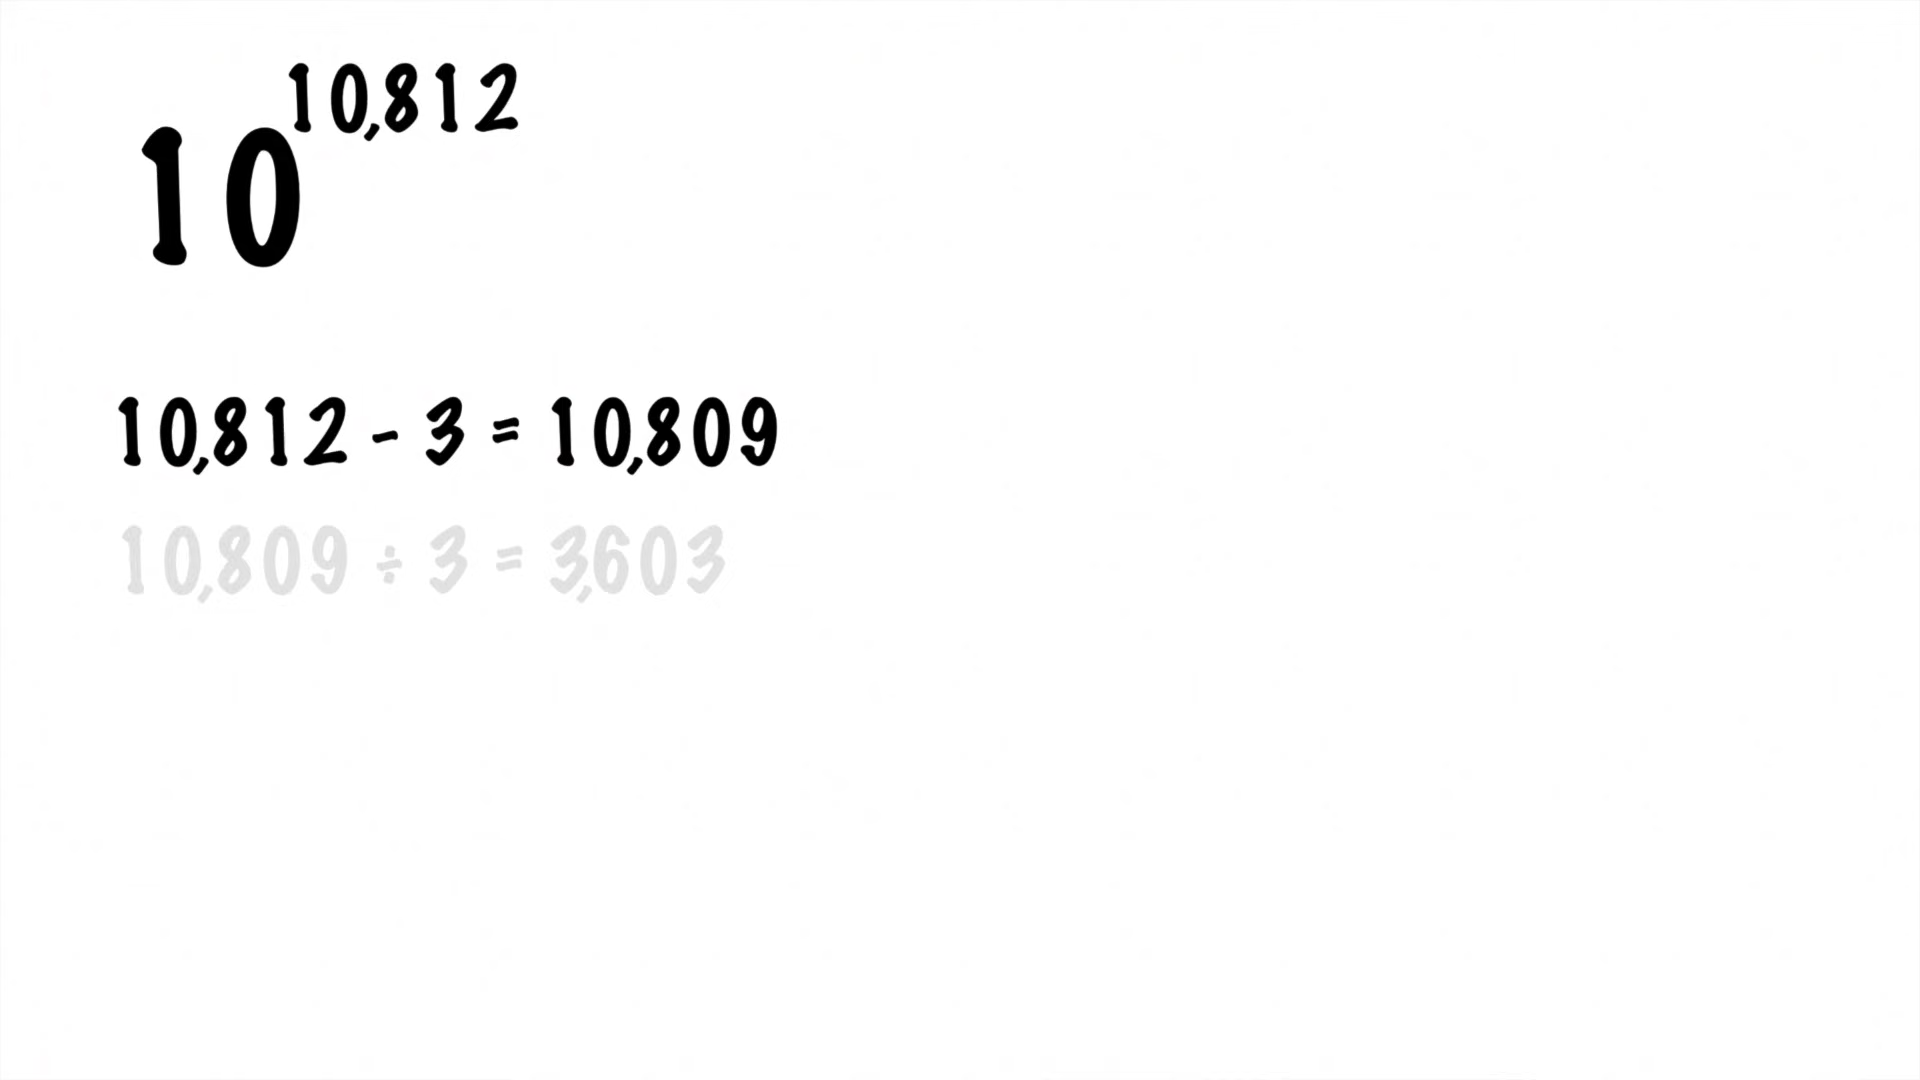 10^10,812
10,812 - 3 = 10,809
10,809 ÷ 3 = 3,603